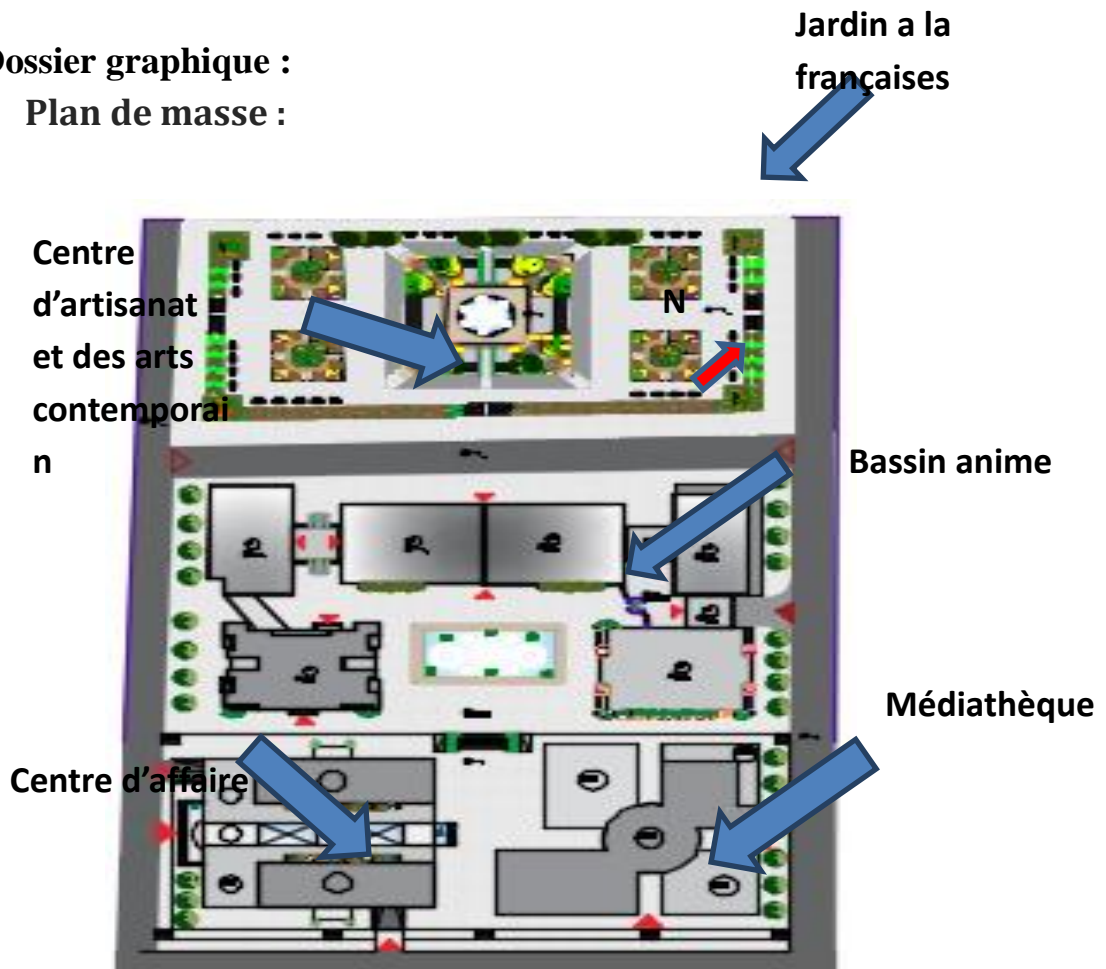 Jardin a la
françaises
Dossier graphique :
Plan de masse :
Centre
d’artisanat
et des arts
contemporai
n
N
Bassin anime
Médiathèque
Centre d’affaire